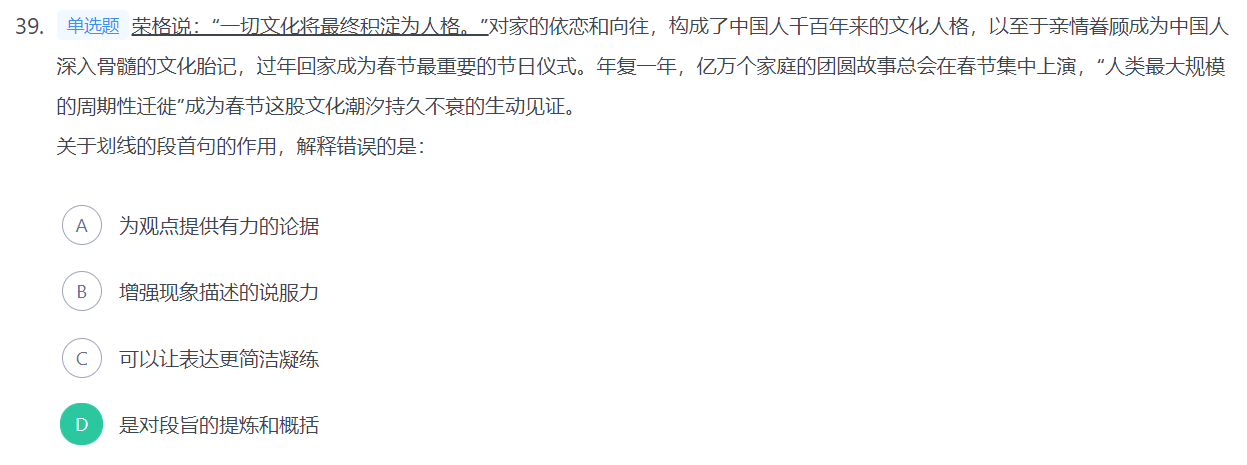 39. 单选题 荣格说：“一切文化将最终积淀为人格。”对家的依恋和向往，构成了中国人千百年来的文化人格，以至于亲情眷顾成为中国人
深入骨髓的文化胎记，过年回家成为春节最重要的节日仪式。年复一年，亿万个家庭的团圆故事总会在春节集中上演，“人类最大规模
的周期性迁徙”成为春节这股文化潮汐持久不衰的生动见证。
关于划线的段首句的作用，解释错误的是：
A 为观点提供有力的论据
B 增强现象描述的说服力
C 可以让表达更简洁凝练
D 是对段旨的提炼和概括